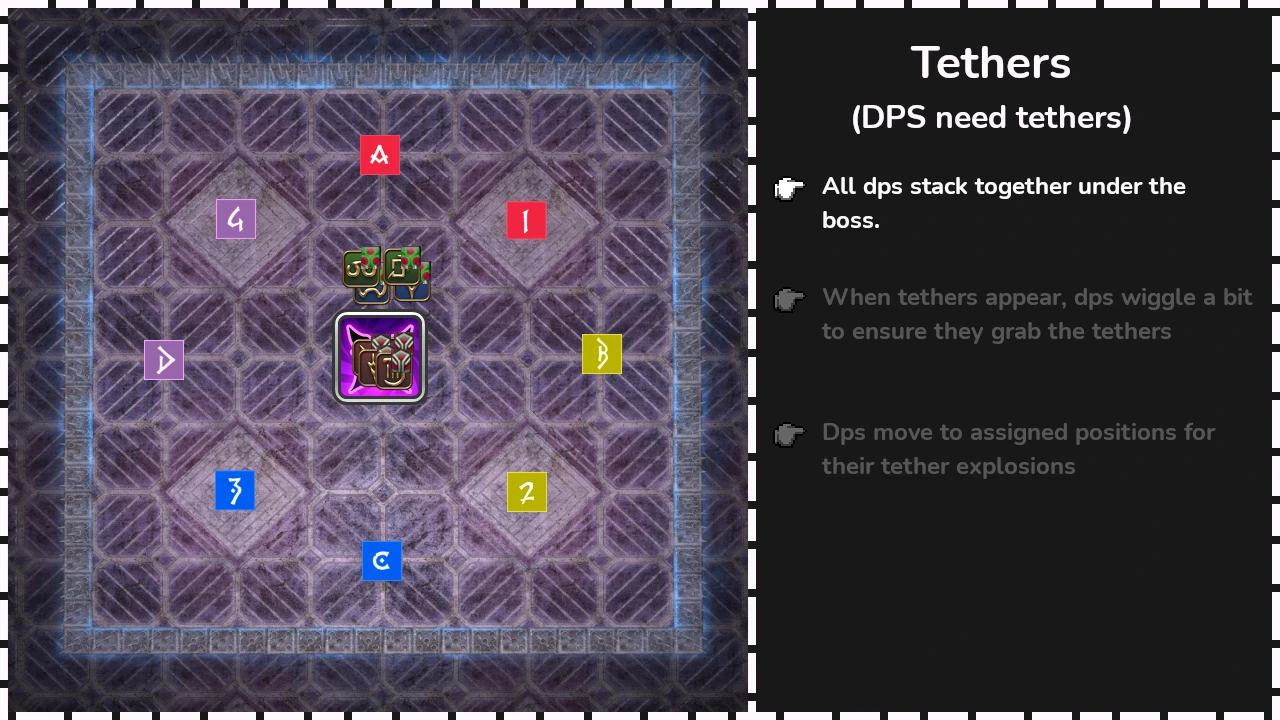 Tethers
(DPS need tethers)
A
4
1
D
B
3
2
C
All dps stack together under the
boss.
When tethers appear, dps wiggle a bit
to ensure they grab the tethers
Dps move to assigned positions for
their tether explosions